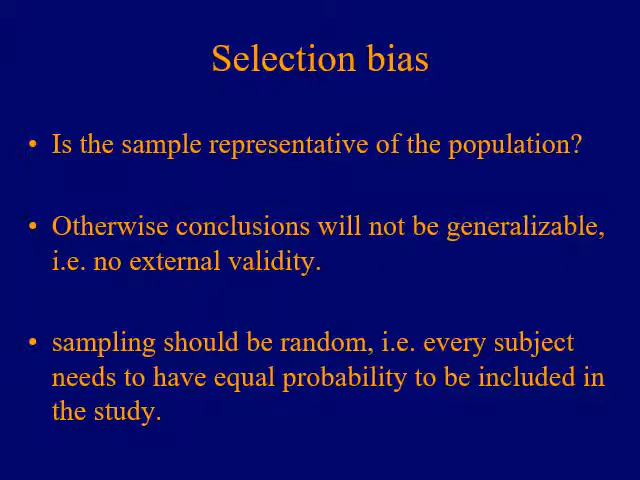 Selection bias
• Is the sample representative of the population?
• Otherwise conclusions will not be generalizable,
i.e. no external validity.
• sampling should be random, i.e. every subject
needs to have equal probability to be included in
the study.